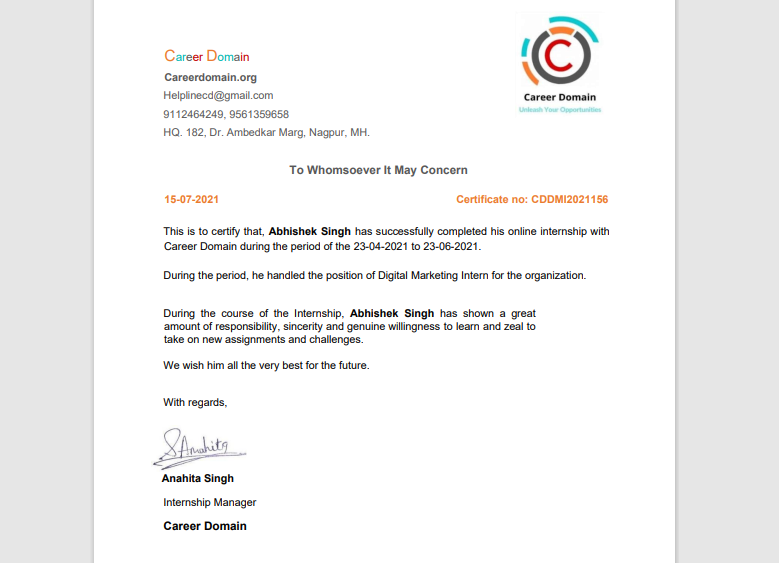 Career Domain
Careerdomain.org
Helplinecd@gmail.com
9112464249, 9561359658
HQ. 182, Dr. Ambedkar Marg, Nagpur, MH.
C
Career Domain
Unleash Your Opportunities
To Whomsoever It May Concern
15-07-2021 Certificate no: CDDMI2021156
This is to certify that, Abhishek Singh has successfully completed his online internship with
Career Domain during the period of the 23-04-2021 to 23-06-2021.
During the period, he handled the position of Digital Marketing Intern for the organization.
During the course of the Internship, Abhishek Singh has shown a great
amount of responsibility, sincerity and genuine willingness to learn and zeal to
take on new assignments and challenges.
We wish him all the very best for the future.
With regards,
SAnahita
Anahita Singh
Internship Manager
Career Domain